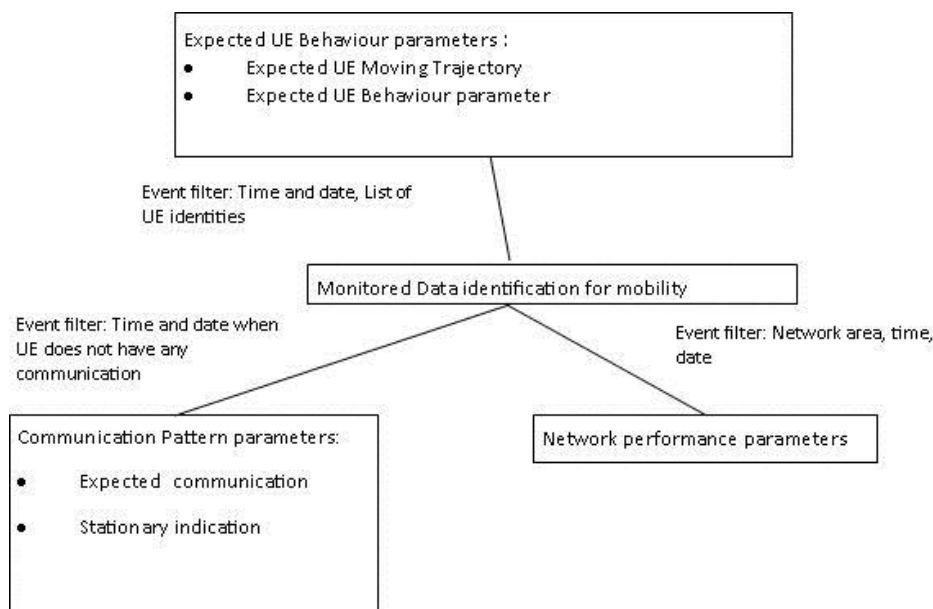 Expected UE Behaviour parameters :
● Expected UE Moving Trajectory
● Expected UE Behaviour parameter
Event filter: Time and date, List of
UE identities
Monitored Data identification for mobility
Event filter: Time and date when
UE does not have any
communication
Event filter: Network area, time,
date
Communication Pattern parameters:
● Expected communication
● Stationary indication
Network performance parameters